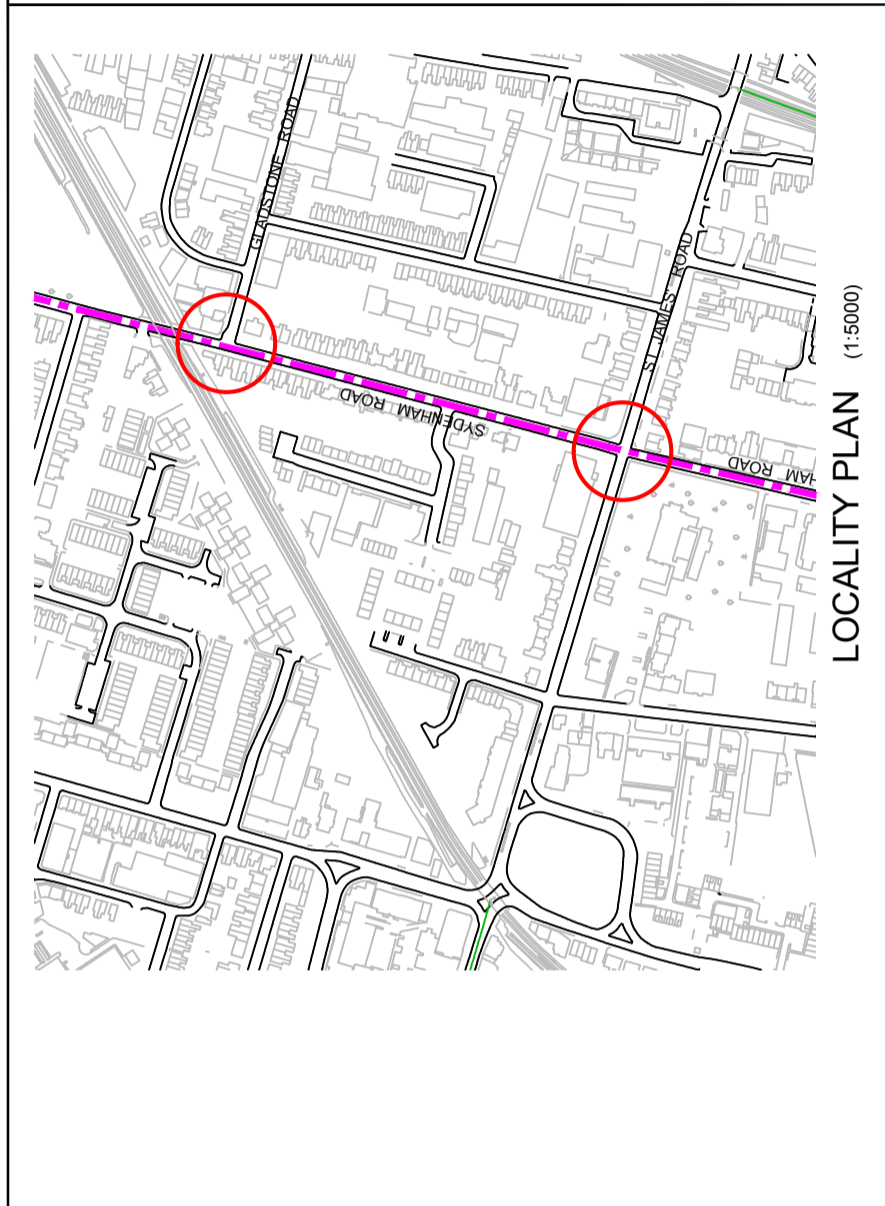 GLADSTONE ROAD
SYDENHAM ROAD
ST JAMES' ROAD
HAM ROAD
LOCALITY PLAN (1:5000)